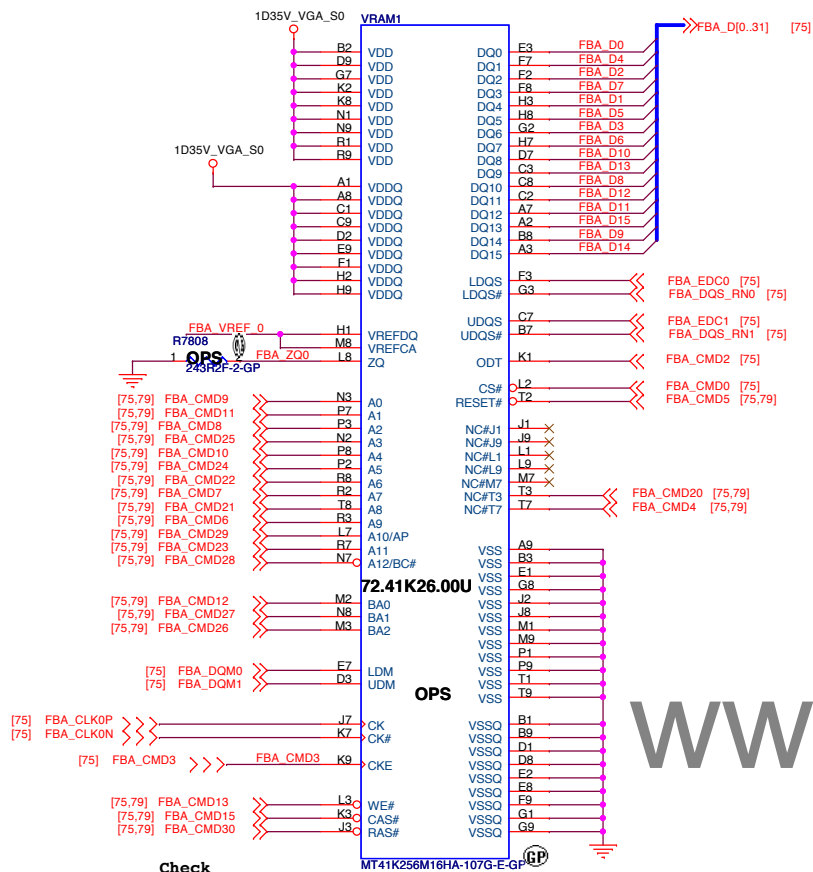 1D35V_VGA_S0
VRAM1
FBA_D[0..31] [75]
B2 VDD DQ0 E3 FBA_D0
D9 VDD DQ1 F7 FBA_D4
G7 VDD DQ2 F2 FBA_D2
K2 VDD DQ3 F8 FBA_D7
K8 VDD DQ4 H3 FBA_D1
N1 VDD DQ5 H8 FBA_D5
N9 VDD DQ6 G2 FBA_D3
R1 VDD DQ7 H7 FBA_D6
R9 VDD DQ8 D7 FBA_D10
1D35V_VGA_S0
DQ9 C3 FBA_D13
A1 VDDQ DQ10 C8 FBA_D8
A8 VDDQ DQ11 C2 FBA_D12
C1 VDDQ DQ12 A7 FBA_D11
C9 VDDQ DQ13 A2 FBA_D15
D2 VDDQ DQ14 B8 FBA_D9
E9 VDDQ DQ15 A3 FBA_D14
F1 VDDQ
H2 VDDQ LDQS F3 FBA_EDC0 [75]
H9 VDDQ LDQS# G3 FBA_DQS_RN0 [75]
UDQS C7 FBA_EDC1 [75]
FBA_VREF_0 H1 VREFDQ UDQS# B7 FBA_DQS_RN1 [75]
R7808
M8 VREFCA
1 OPS 2 FBA_ZQ0 L8 ZQ ODT K1 FBA_CMD2 [75]
243R2F-2-GP
CS# L2 FBA_CMD0 [75]
[75,79] FBA_CMD9 N3 A0 RESET# T2 FBA_CMD5 [75,79]
[75,79] FBA_CMD11 P7 A1
[75,79] FBA_CMD8 P3 A2 NC#J1 J1
[75,79] FBA_CMD25 N2 A3 NC#J9 J9
[75,79] FBA_CMD10 P8 A4 NC#L1 L1
[75,79] FBA_CMD24 P2 A5 NC#L9 L9
[75,79] FBA_CMD22 R8 A6 NC#M7 M7
[75,79] FBA_CMD7 R2 A7 NC#T3 T3 FBA_CMD20 [75,79]
[75,79] FBA_CMD21 T8 A8 NC#T7 T7 FBA_CMD4 [75,79]
[75,79] FBA_CMD6 R3 A9
[75,79] FBA_CMD29 L7 A10/AP
[75,79] FBA_CMD23 R7 A11 VSS A9
[75,79] FBA_CMD28 N7 A12/BC# VSS B3
VSS E1
72.41K26.00U VSS G8
[75,79] FBA_CMD12 M2 BA0 VSS J2
[75,79] FBA_CMD27 N8 BA1 VSS J8
[75,79] FBA_CMD26 M3 BA2 VSS M1
VSS M9
VSS P1
[75] FBA_DQM0 E7 LDM VSS P9
[75] FBA_DQM1 D3 UDM VSS T1
OPS VSS T9
[75] FBA_CLK0P J7 CK VSSQ B1
[75] FBA_CLK0N K7 CK# VSSQ B9
VSSQ D1
[75] FBA_CMD3 FBA_CMD3 K9 CKE VSSQ D8
VSSQ E2
VSSQ E8
[75,79] FBA_CMD13 L3 WE# VSSQ F9
[75,79] FBA_CMD15 K3 CAS# VSSQ G1
[75,79] FBA_CMD30 J3 RAS# VSSQ G9
WW
MT41K256M16HA-107G-E-GP GP
Check